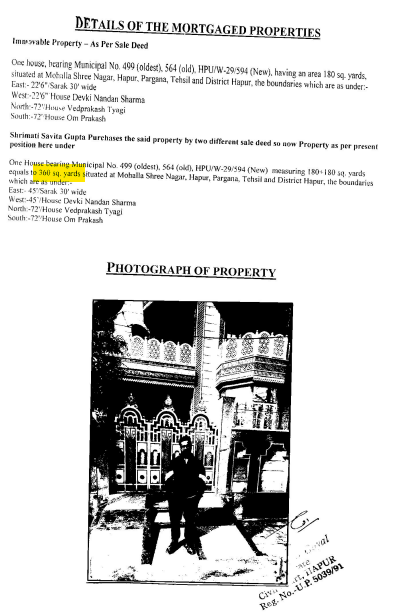 DETAILS OF THE MORTGAGED PROPERTIES
Immovable Property – As Per Sale Deed
One house, bearing Municipal No. 499 (old), 564 (old), HPU/W-29/594 (New), having an area 180 sq. yards,
situated at Mohalla Shree Nagar, Hapur, Pargana, Tehsil and District Hapur, the boundaries which are as under:-
East:- 22'6"/Sarak 30' wide
West:-22'6" House Devki Nandan Sharma
North:-72'/House Vedprakash Tyagi
South:-72'/House Om Prakash
Shrimati Savita Gupta Purchases the said property by two different sale deed so now Property as per present
position here under
One House bearing Municipal No. 499 (oldest), 564 (old), HPU/W-29/594 (New) measuring 180+180 sq. yards
equals to 360 sq. yards situated at Mohalla Shree Nagar, Hapur, Pargana, Tehsil and District Hapur, the boundaries
which are as under:-
East:- 45'/Sarak 30' wide
West:-45'/House Devki Nandan Sharma
North:-72'/House Vedprakash Tyagi
South:-72'/House Om Prakash
PHOTOGRAPH OF PROPERTY
HAPUR
Reg. No.-U.P. 5039/91